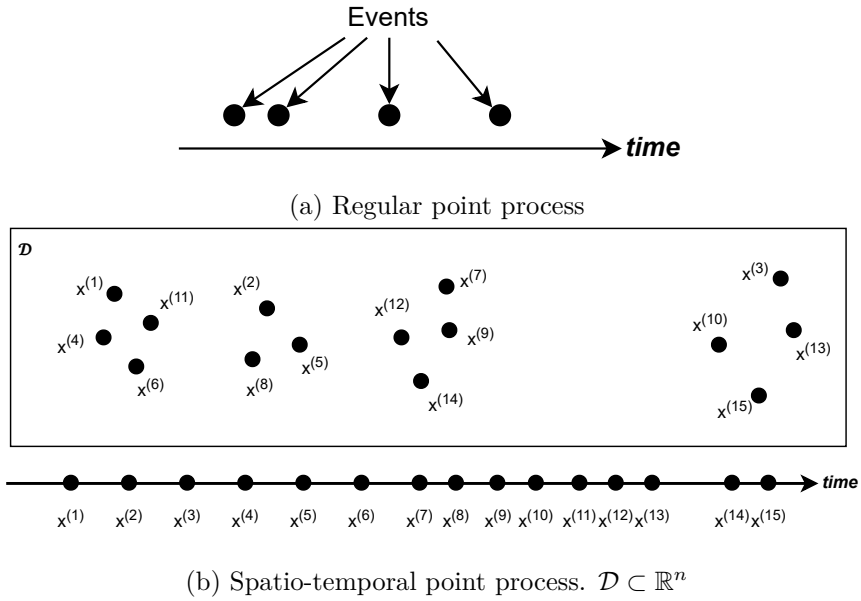 Events
time
(a) Regular point process
𝒟
x(1)
x(11)
x(4)
x(6)
x(2)
x(5)
x(8)
x(7)
x(12)
x(9)
x(14)
x(3)
x(10)
x(13)
x(15)
time
x(1) x(2) x(3) x(4) x(5) x(6) x(7) x(8) x(9) x(10) x(11) x(12) x(13) x(14) x(15)
(b) Spatio-temporal point process. 𝒟 ⊂ ℝⁿ